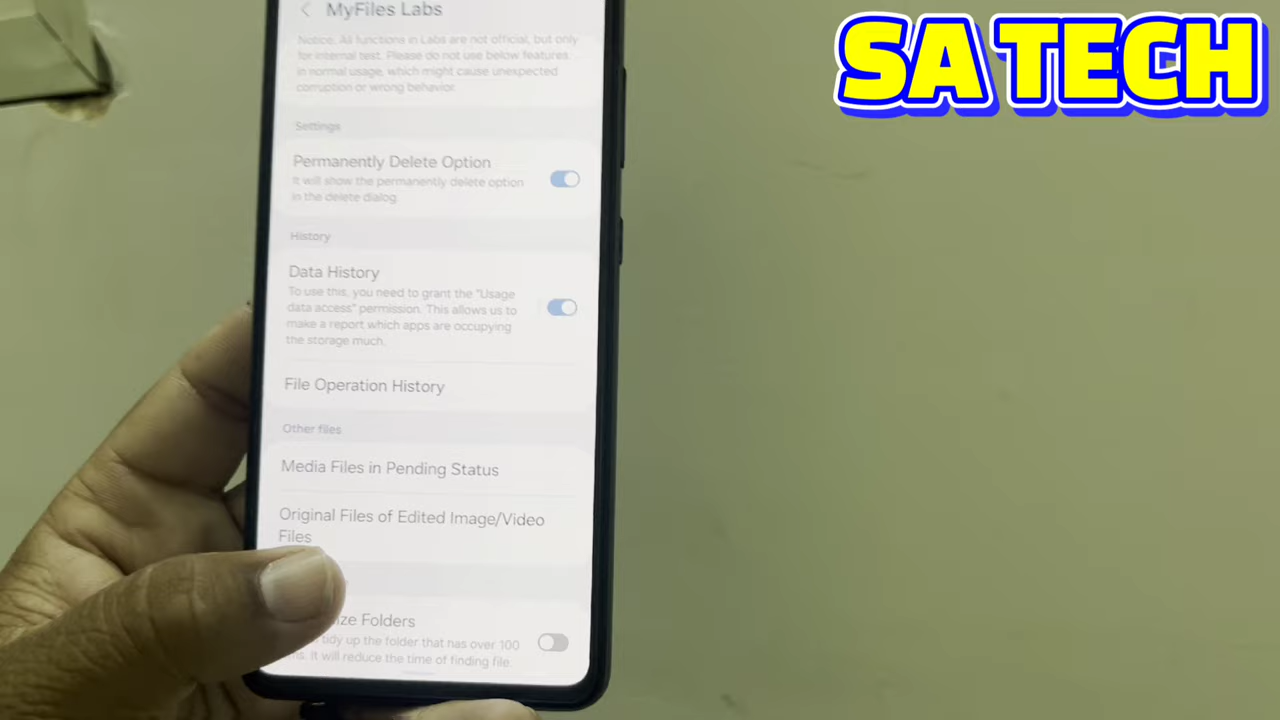 MyFiles Labs
SA TECH
Notice. All functions in Labs are not official, but only
for internal test. Please do not use below features
in normal usage, which might cause unexpected
corruption or wrong behavior.
Settings
Permanently Delete Option
It will show the permanently delete option
in the delete dialog.
History
Data History
To use this, you need to grant the "Usage
data access" permission. This allows us to
make a report which apps are occupying
the storage much.
File Operation History
Other files
Media Files in Pending Status
Original Files of Edited Image/Video
Files
Folders
tidy up the folder that has over 100
It will reduce the time of finding file.